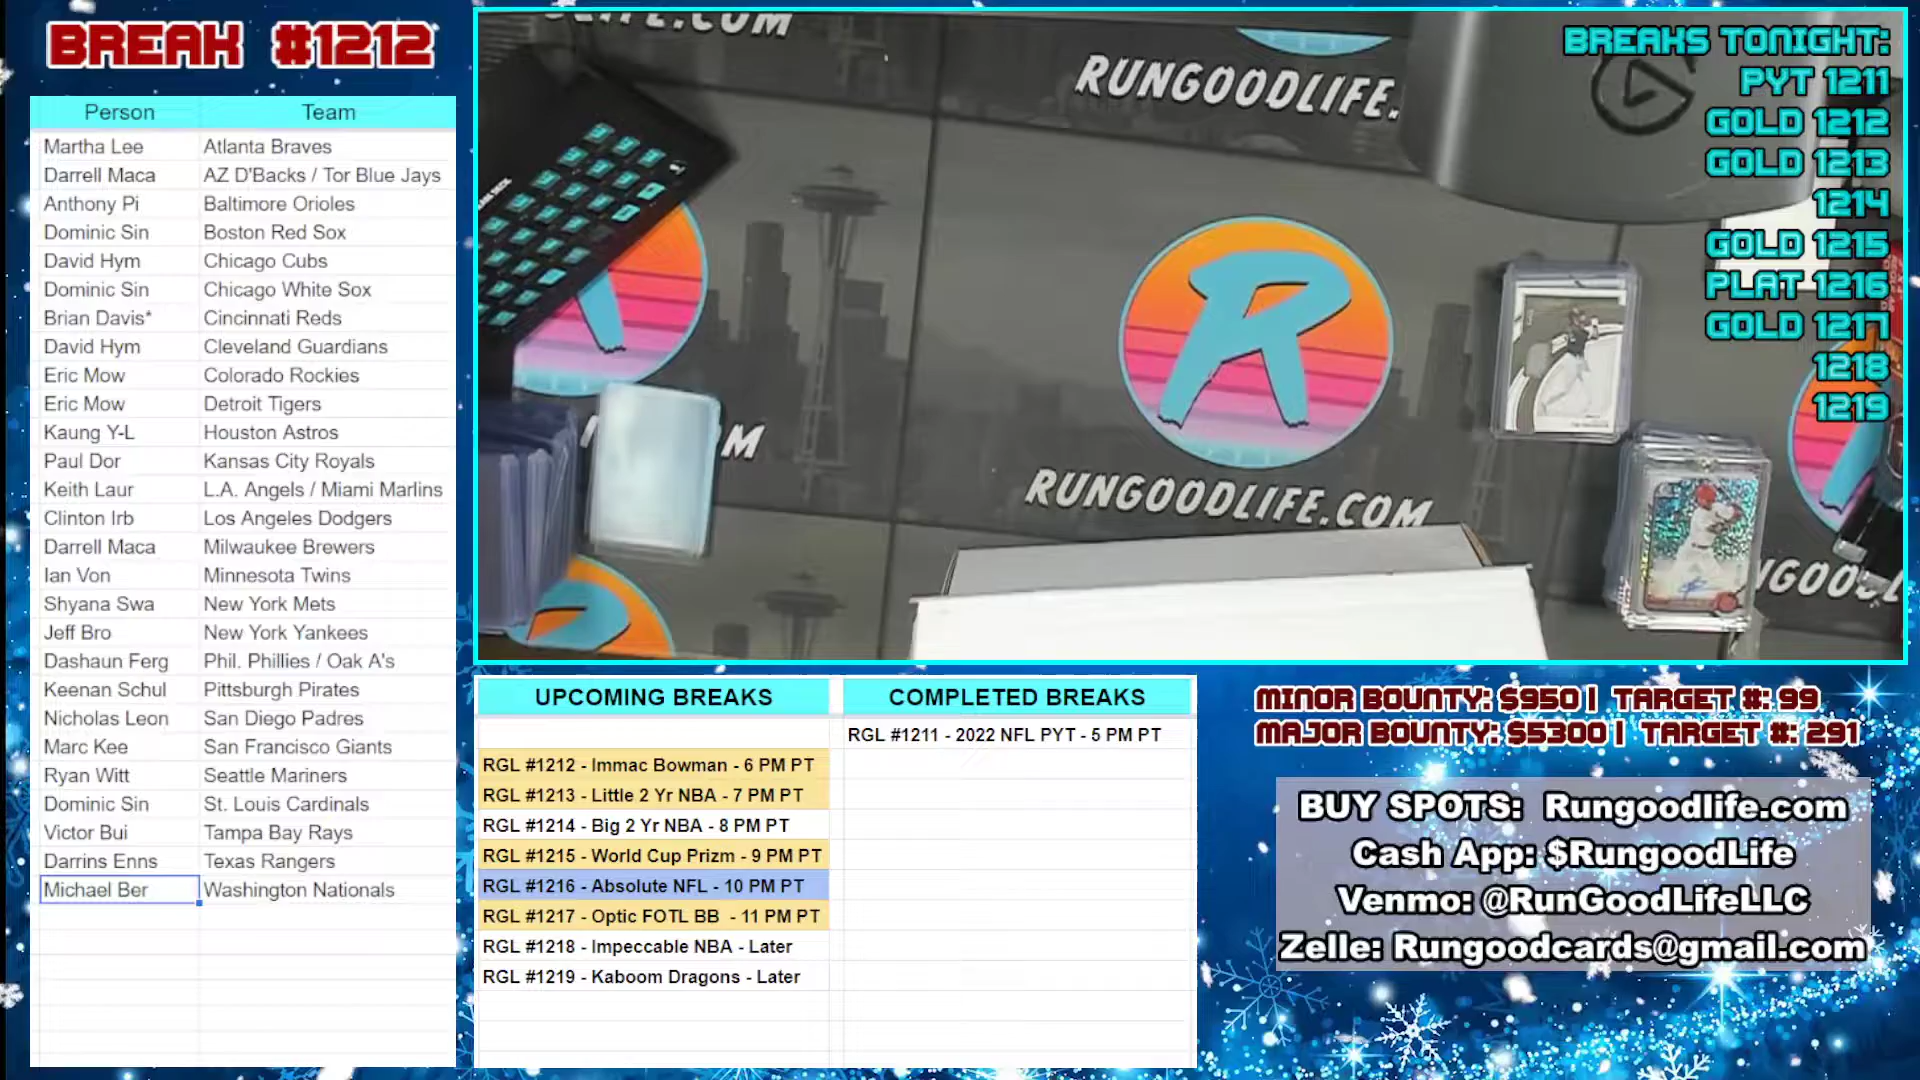 BREAK #1212
Person Team
Martha Lee Atlanta Braves
Darrell Maca AZ D'Backs / Tor Blue Jays
Anthony Pi Baltimore Orioles
Dominic Sin Boston Red Sox
David Hym Chicago Cubs
Dominic Sin Chicago White Sox
Brian Davis* Cincinnati Reds
David Hym Cleveland Guardians
Eric Mow Colorado Rockies
Eric Mow Detroit Tigers
Kaung Y-L Houston Astros
Paul Dor Kansas City Royals
Keith Laur L.A. Angels / Miami Marlins
Clinton Irb Los Angeles Dodgers
Darrell Maca Milwaukee Brewers
Ian Von Minnesota Twins
Shyana Swa New York Mets
Jeff Bro New York Yankees
Dashaun Ferg Phil. Phillies / Oak A's
Keenan Schul Pittsburgh Pirates
Nicholas Leon San Diego Padres
Marc Kee San Francisco Giants
Ryan Witt Seattle Mariners
Dominic Sin St. Louis Cardinals
Victor Bui Tampa Bay Rays
Darrins Enns Texas Rangers
Michael Ber Washington Nationals
LIFE.COM
RUNGOODLIFE.
R
RUNGOODLIFE.COM
M
BREAKS TONIGHT:
PYT 1211
GOLD 1212
GOLD 1213
1214
GOLD 1215
PLAT 1216
GOLD 1217
1218
1219
UPCOMING BREAKS
RGL #1212 - Immac Bowman - 6 PM PT
RGL #1213 - Little 2 Yr NBA - 7 PM PT
RGL #1214 - Big 2 Yr NBA - 8 PM PT
RGL #1215 - World Cup Prizm - 9 PM PT
RGL #1216 - Absolute NFL - 10 PM PT
RGL #1217 - Optic FOTL BB - 11 PM PT
RGL #1218 - Impeccable NBA - Later
RGL #1219 - Kaboom Dragons - Later
COMPLETED BREAKS
RGL #1211 - 2022 NFL PYT - 5 PM PT
MINOR BOUNTY: $950 | TARGET #: 99
MAJOR BOUNTY: $5300 | TARGET #: 291
BUY SPOTS: Rungoodlife.com
Cash App: $RungoodLife
Venmo: @RunGoodLifeLLC
Zelle: Rungoodcards@gmail.com